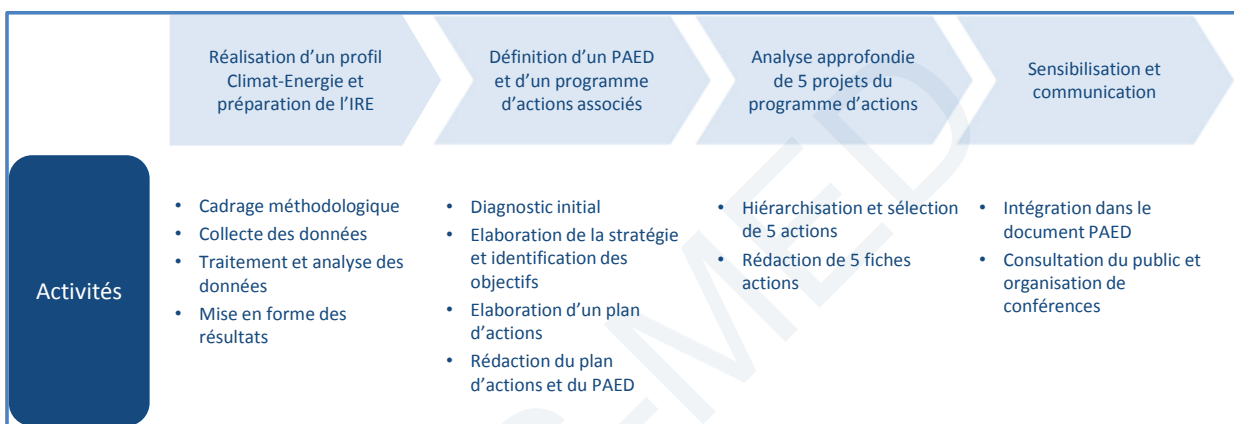 Réalisation d’un profil
Climat-Energie et
préparation de l’IRE
Définition d’un PAED
et d’un programme
d’actions associés
Analyse approfondie
de 5 projets du
programme d’actions
Sensibilisation et
communication
Activités
• Cadrage méthodologique
• Collecte des données
• Traitement et analyse des
données
• Mise en forme des
résultats
• Diagnostic initial
• Elaboration de la stratégie
et identification des
objectifs
• Elaboration d’un plan
d’actions
• Rédaction du plan
d’actions et du PAED
• Hiérarchisation et sélection
de 5 actions
• Rédaction de 5 fiches
actions
• Intégration dans le
document PAED
• Consultation du public et
organisation de
conférences
S-MED